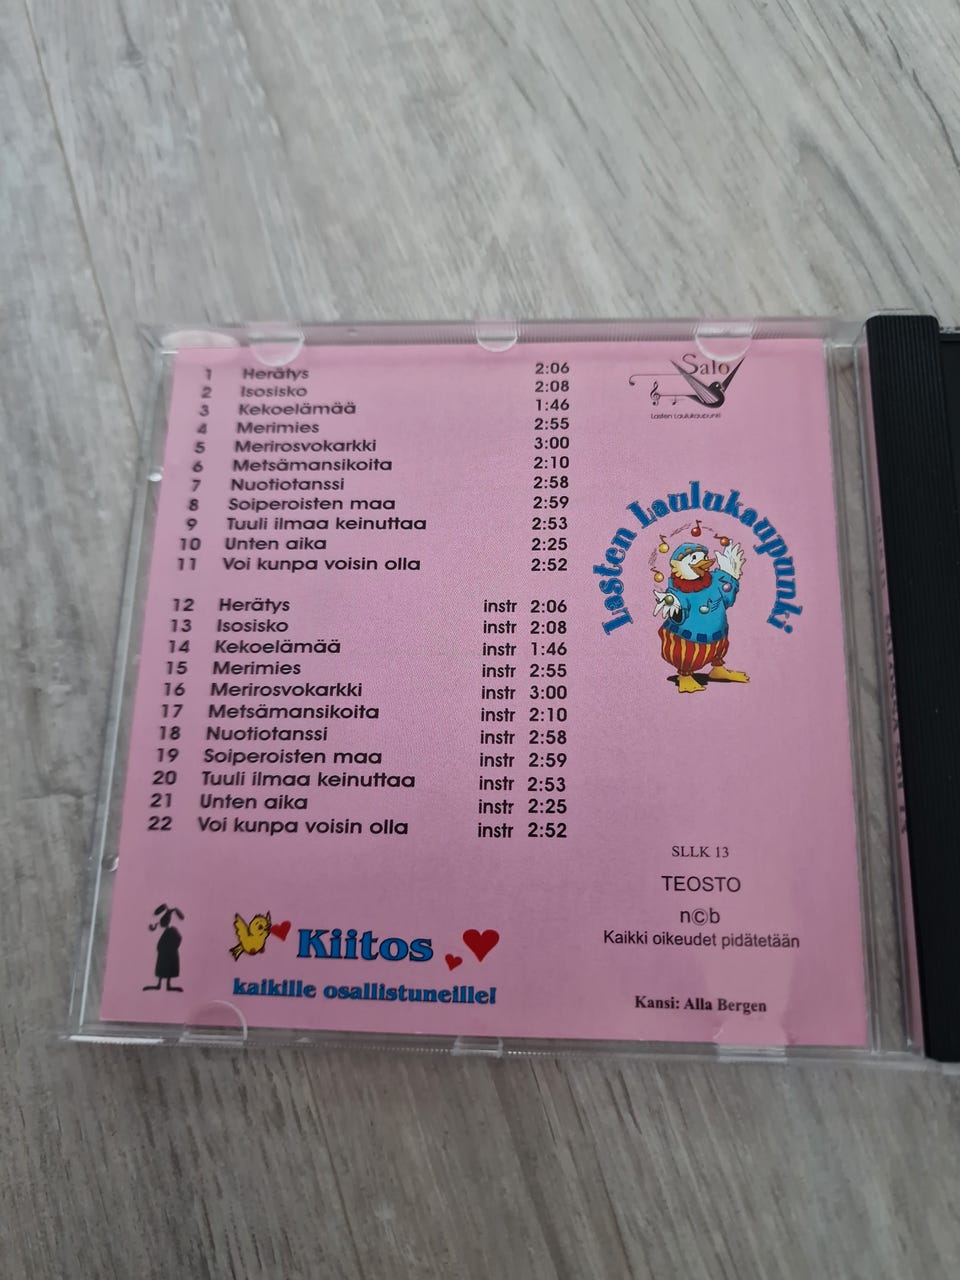 1 Herätys 2:06
2 Isosisko 2:08
3 Kekoelämää 1:46
4 Merimies 2:55
5 Merirosvokarkki 3:00
6 Metsämansikoita 2:10
7 Nuotiotanssi 2:58
8 Soiperoisten maa 2:59
9 Tuuli ilmaa keinuttaa 2:53
10 Unten aika 2:25
11 Voi kunpa voisin olla 2:52
12 Herätys instr 2:06
13 Isosisko instr 2:08
14 Kekoelämää instr 1:46
15 Merimies instr 2:55
16 Merirosvokarkki instr 3:00
17 Metsämansikoita instr 2:10
18 Nuotiotanssi instr 2:58
19 Soiperoisten maa instr 2:59
20 Tuuli ilmaa keinuttaa instr 2:53
21 Unten aika instr 2:25
22 Voi kunpa voisin olla instr 2:52
Kiitos
kaikille osallistuneille!
Salo
Lasten Laulukaupunki
Lasten Laulukaupunki
SLLK 13
TEOSTO
n©b
Kaikki oikeudet pidätetään
Kansi: Alla Bergen